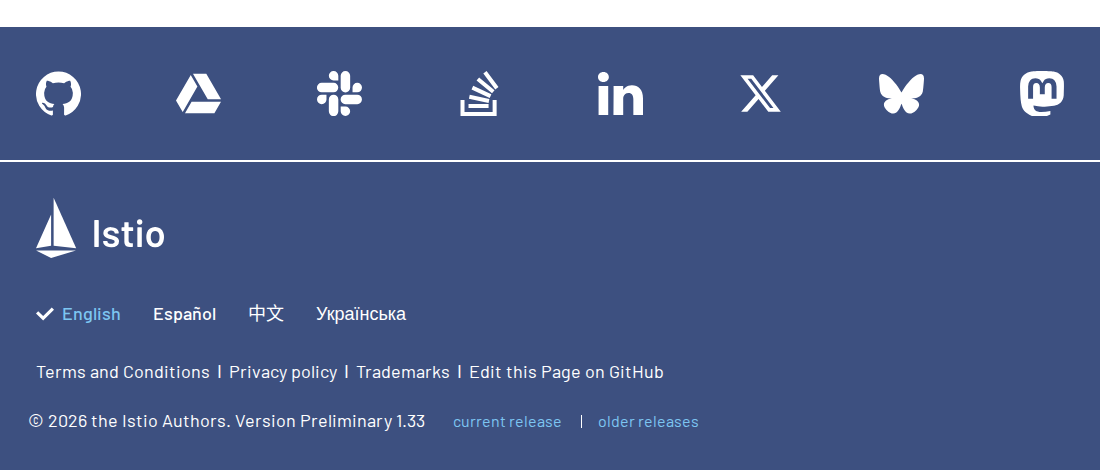 Istio
English Español 中文 Українська
Terms and Conditions | Privacy policy | Trademarks | Edit this Page on GitHub
© 2026 the Istio Authors. Version Preliminary 1.33 current release | older releases